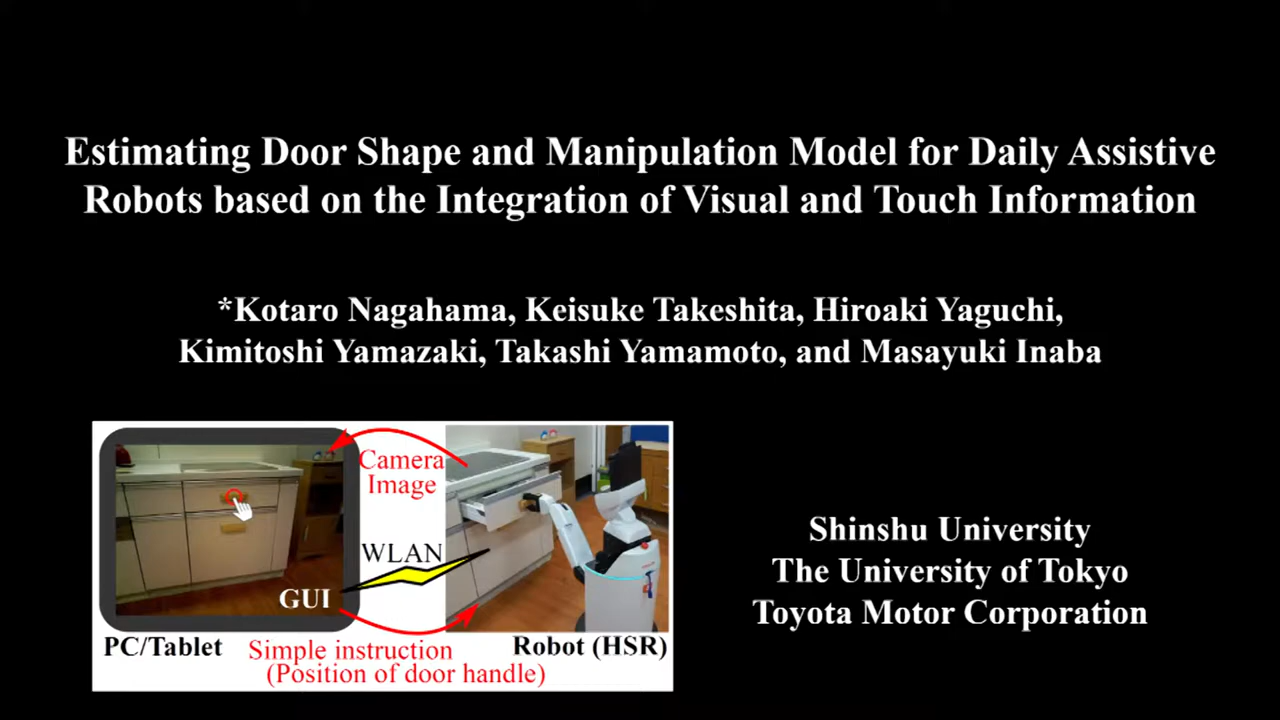 Estimating Door Shape and Manipulation Model for Daily Assistive
Robots based on the Integration of Visual and Touch Information
*Kotaro Nagahama, Keisuke Takeshita, Hiroaki Yaguchi,
Kimitoshi Yamazaki, Takashi Yamamoto, and Masayuki Inaba
Camera
Image
WLAN
GUI
PC/Tablet
Simple instruction
(Position of door handle)
Robot (HSR)
Shinshu University
The University of Tokyo
Toyota Motor Corporation